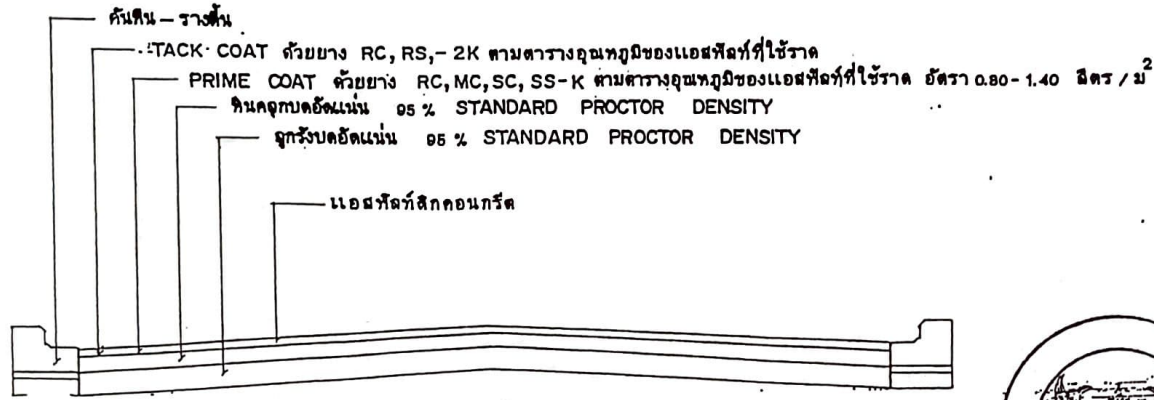 คันหิน – รางตื้น
TACK COAT ด้วยยาง RC, RS, - 2K ตามตารางอุณหภูมิของแอสฟัลท์ที่ใช้ราด
PRIME COAT ด้วยยาง RC, MC, SC, SS-K ตามตารางอุณหภูมิของแอสฟัลท์ที่ใช้ราด อัตรา 0.80 - 1.40 ลิตร / ม²
หินคลุกบดอัดแน่น 95 % STANDARD PROCTOR DENSITY
ลูกรังบดอัดแน่น 95 % STANDARD PROCTOR DENSITY
แอสฟัลท์ติกคอนกรีต